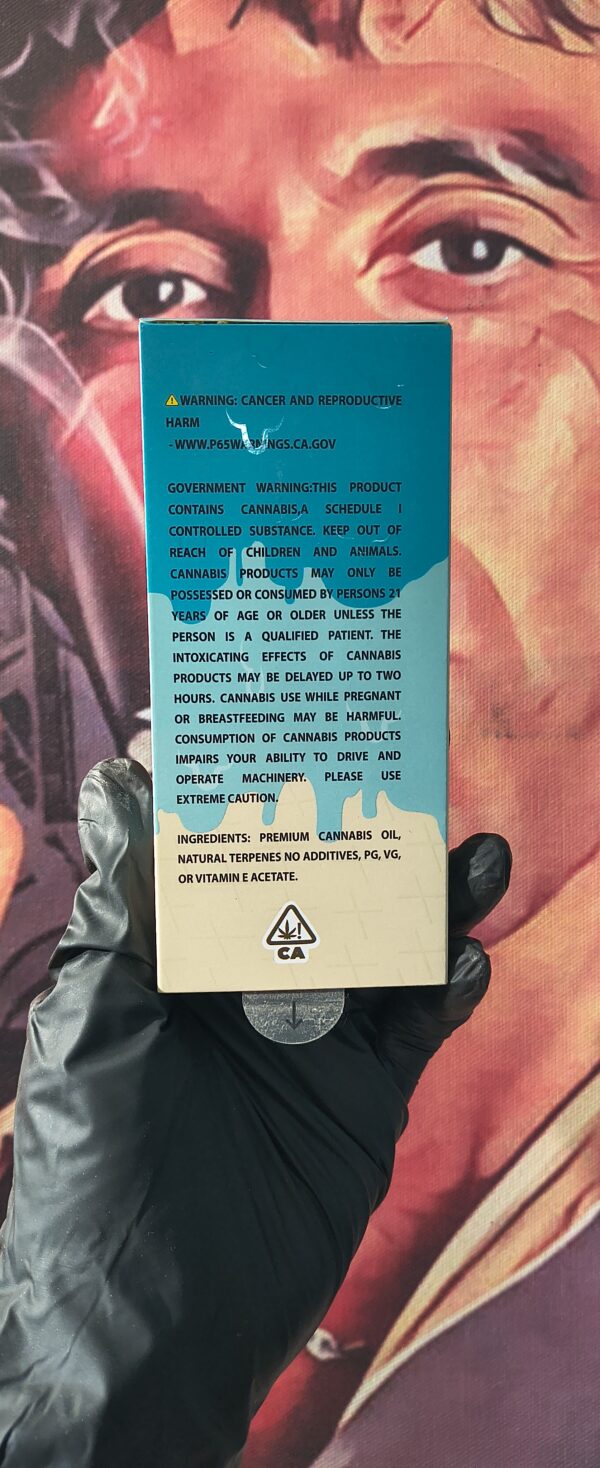 ⚠WARNING: CANCER AND REPRODUCTIVE
HARM
- WWW.P65WARNINGS.CA.GOV
GOVERNMENT WARNING:THIS PRODUCT
CONTAINS CANNABIS,A SCHEDULE I
CONTROLLED SUBSTANCE. KEEP OUT OF
REACH OF CHILDREN AND ANIMALS.
CANNABIS PRODUCTS MAY ONLY BE
POSSESSED OR CONSUMED BY PERSONS 21
YEARS OF AGE OR OLDER UNLESS THE
PERSON IS A QUALIFIED PATIENT. THE
INTOXICATING EFFECTS OF CANNABIS
PRODUCTS MAY BE DELAYED UP TO TWO
HOURS. CANNABIS USE WHILE PREGNANT
OR BREASTFEEDING MAY BE HARMFUL.
CONSUMPTION OF CANNABIS PRODUCTS
IMPAIRS YOUR ABILITY TO DRIVE AND
OPERATE MACHINERY. PLEASE USE
EXTREME CAUTION.
INGREDIENTS: PREMIUM CANNABIS OIL,
NATURAL TERPENES NO ADDITIVES, PG, VG,
OR VITAMIN E ACETATE.
!
CA